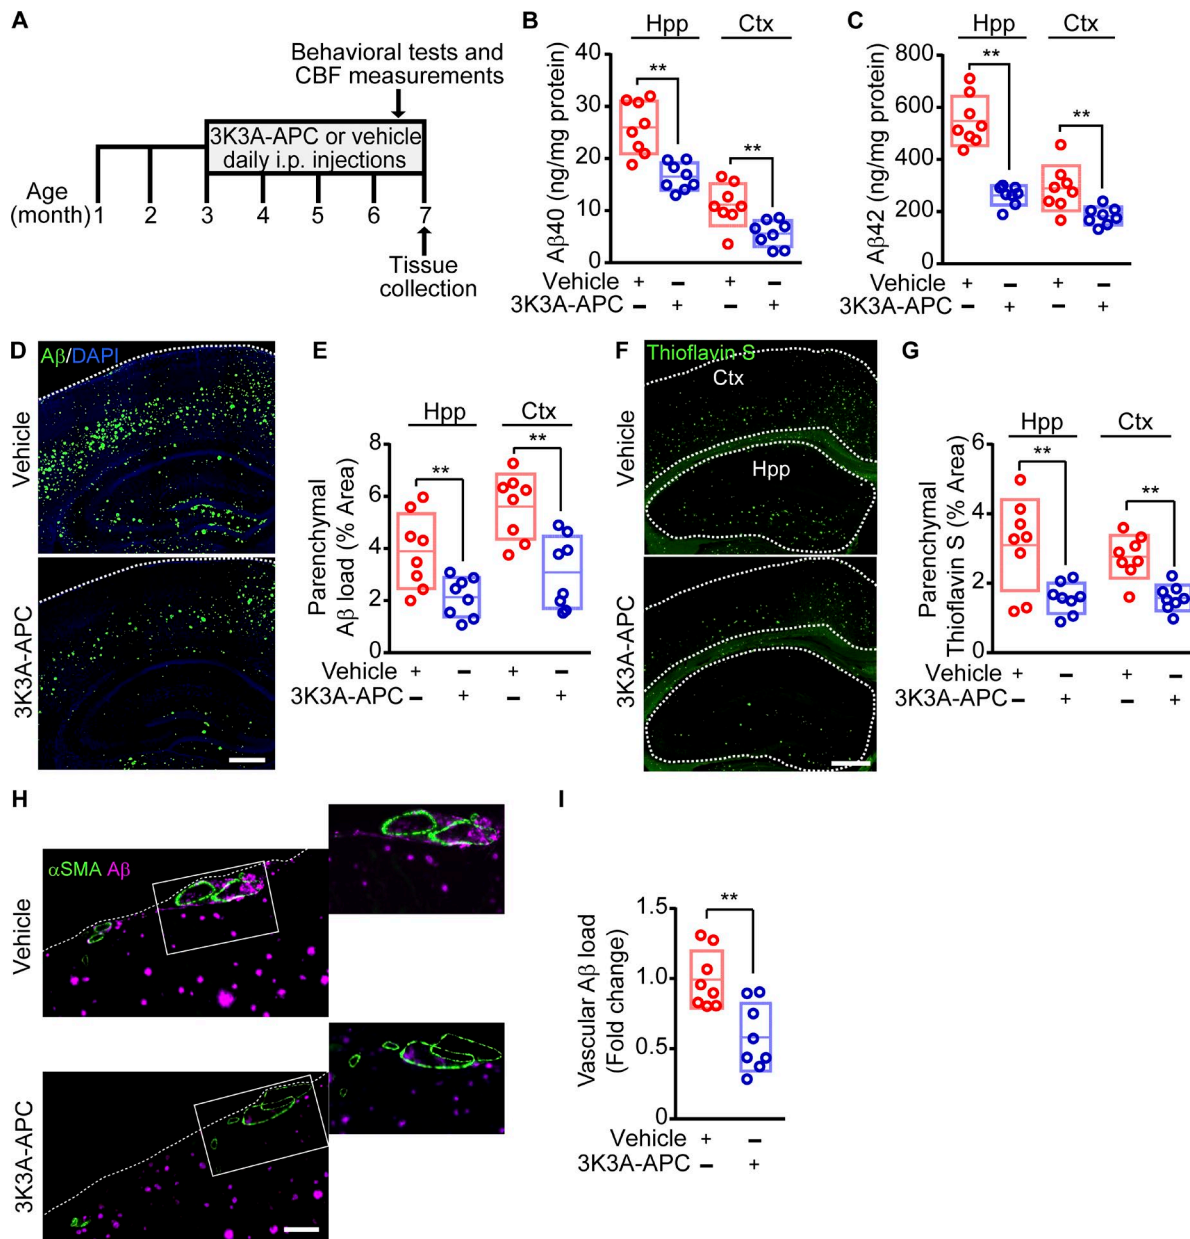 A
Behavioral tests and
CBF measurements
3K3A-APC or vehicle
daily i.p. injections
Age
(month)
1 2 3 4 5 6 7
Tissue
collection
B
Hpp Ctx
Aβ40 (ng/mg protein)
40
30
20
10
0
** **
Vehicle + – + –
3K3A-APC – + – +
C
Hpp Ctx
Aβ42 (ng/mg protein)
800
600
400
200
0
** **
Vehicle + – + –
3K3A-APC – + – +
D
Aβ/DAPI
Vehicle
3K3A-APC
E
Hpp Ctx
Parenchymal
Aβ load (% Area)
8
6
4
2
0
** **
Vehicle + – + –
3K3A-APC – + – +
F
Thioflavin S
Ctx
Hpp
Vehicle
3K3A-APC
G
Hpp Ctx
Parenchymal
Thioflavin S (% Area)
6
4
2
0
** **
Vehicle + – + –
3K3A-APC – + – +
H
αSMA Aβ
Vehicle
3K3A-APC
I
Vascular Aβ load
(Fold change)
1.5
1.0
0.5
0
**
Vehicle + –
3K3A-APC – +